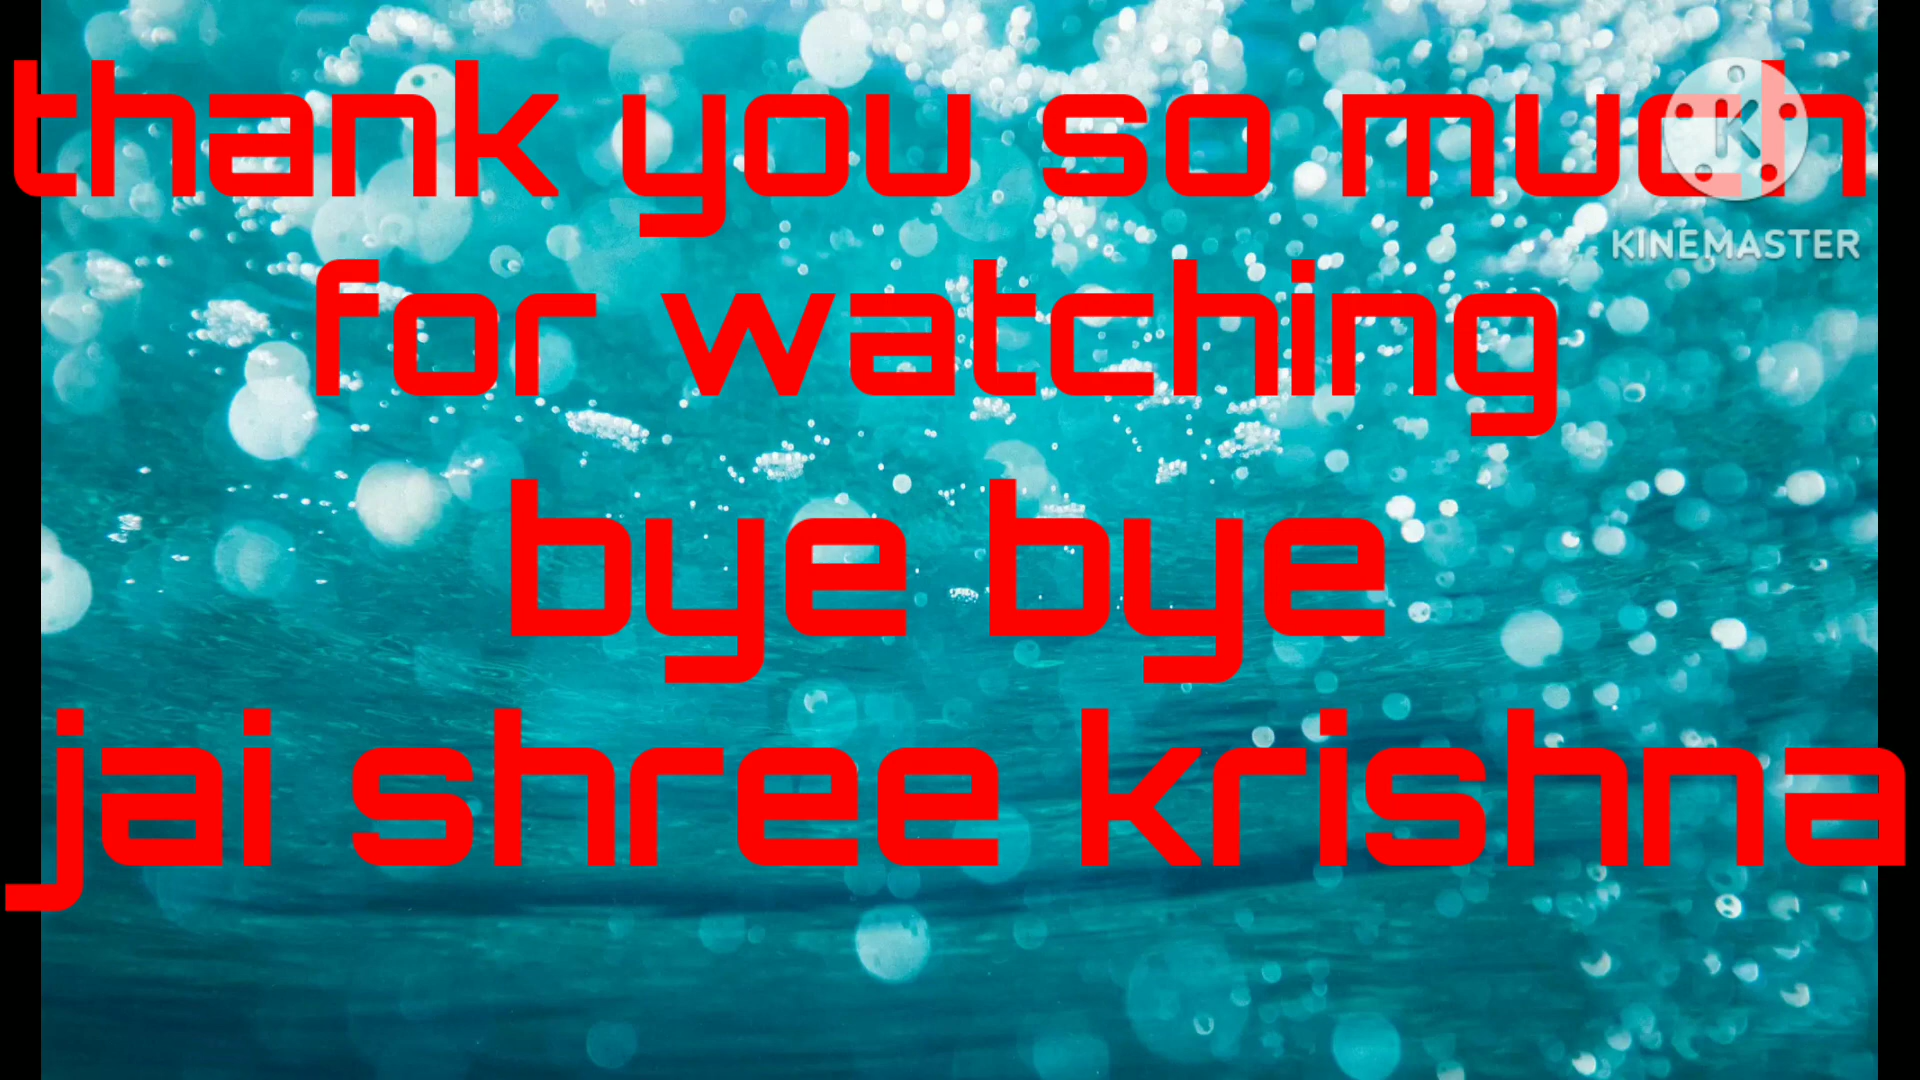 thank you so much
KINEMASTER
for watching
bye bye
jai shree krishna